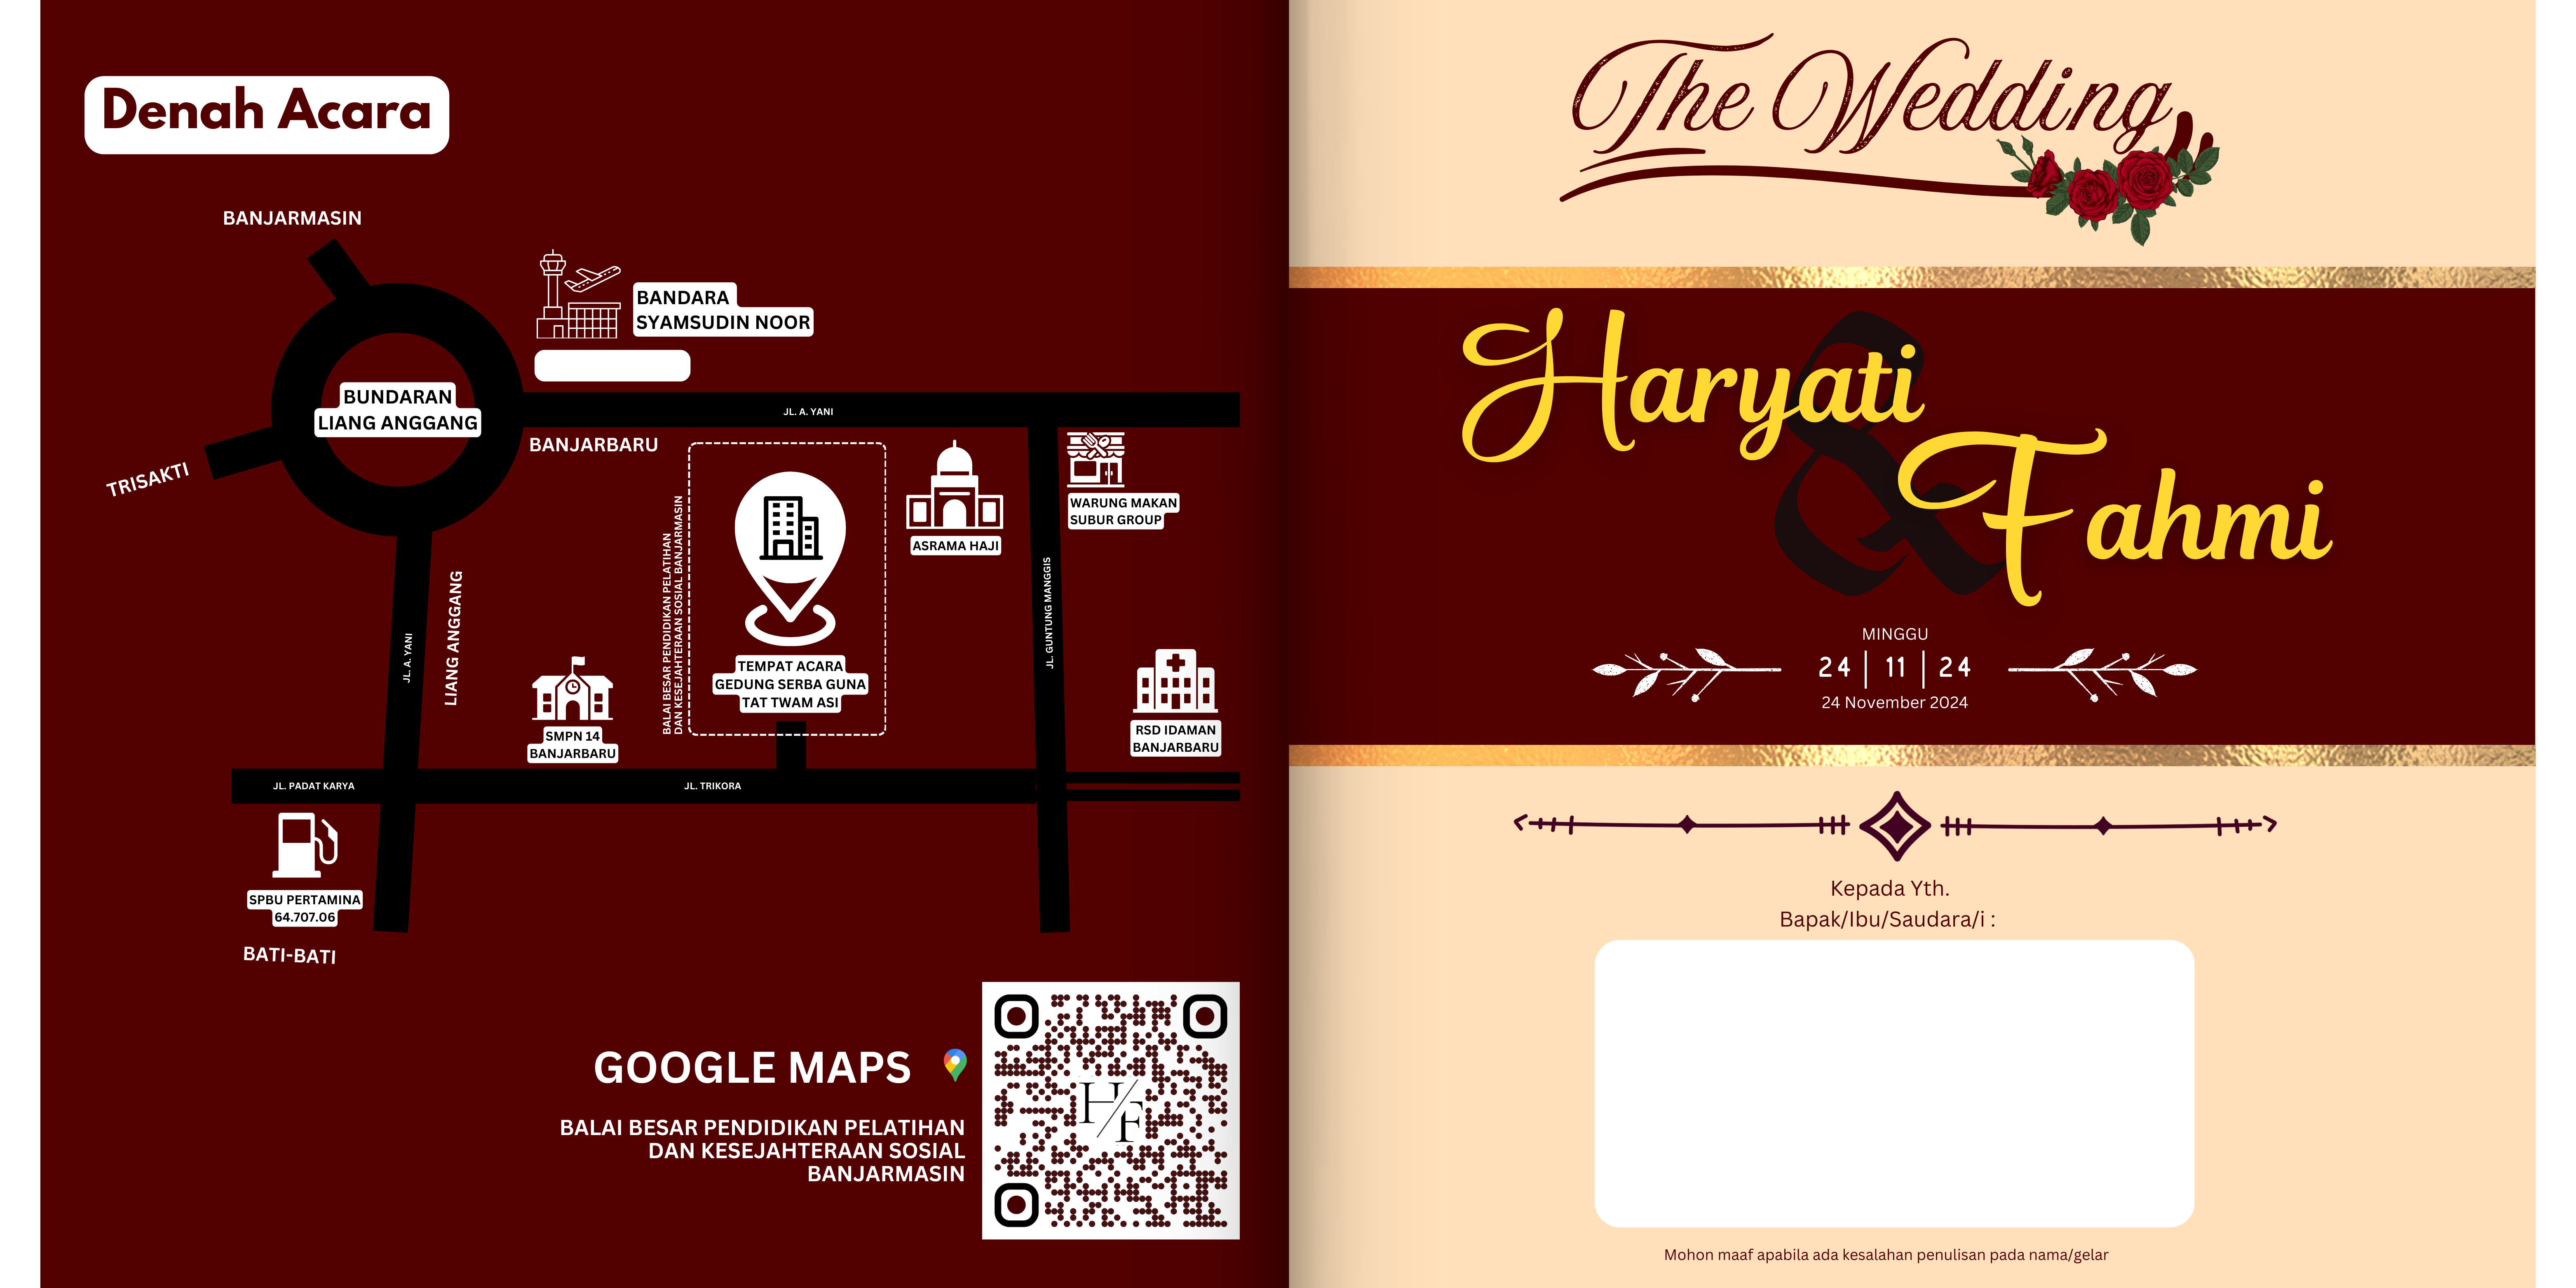 Denah Acara
BANJARMASIN
BANDARA
SYAMSUDIN NOOR
BUNDARAN
LIANG ANGGANG
JL. A. YANI
BANJARBARU
TRISAKTI
BALAI BESAR PENDIDIKAN PELATIHAN
DAN KESEJAHTERAAN SOSIAL BANJARMASIN
TEMPAT ACARA
GEDUNG SERBA GUNA
TAT TWAM ASI
ASRAMA HAJI
WARUNG MAKAN
SUBUR GROUP
JL. GUNTUNG MANGGIS
JL. A. YANI
LIANG ANGGANG
SMPN 14
BANJARBARU
RSD IDAMAN
BANJARBARU
JL. PADAT KARYA
JL. TRIKORA
SPBU PERTAMINA
64.707.06
BATI-BATI
GOOGLE MAPS
BALAI BESAR PENDIDIKAN PELATIHAN
DAN KESEJAHTERAAN SOSIAL
BANJARMASIN
H/F
The Wedding
Haryati
&
Fahmi
MINGGU
24 | 11 | 24
24 November 2024
Kepada Yth.
Bapak/Ibu/Saudara/i :
Mohon maaf apabila ada kesalahan penulisan pada nama/gelar